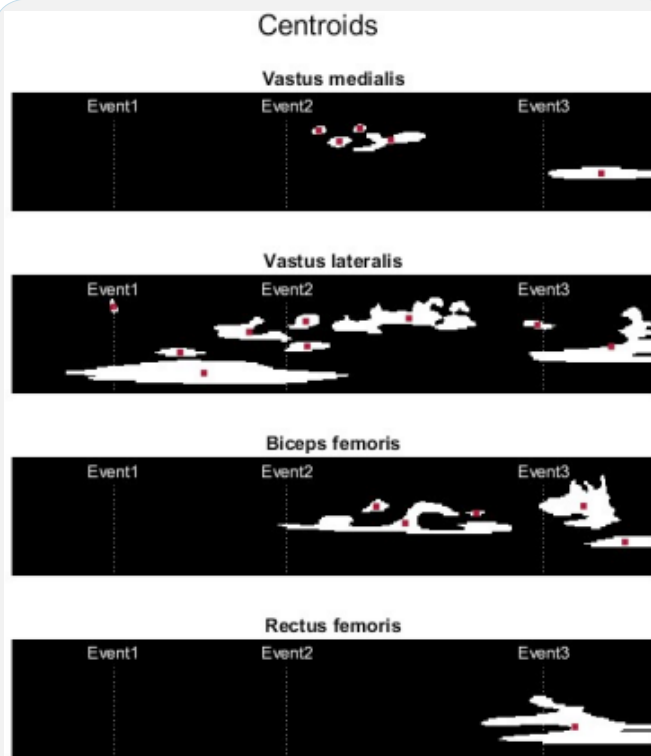 Centroids
Vastus medialis
Event1 Event2 Event3
Vastus lateralis
Event1 Event2 Event3
Biceps femoris
Event1 Event2 Event3
Rectus femoris
Event1 Event2 Event3